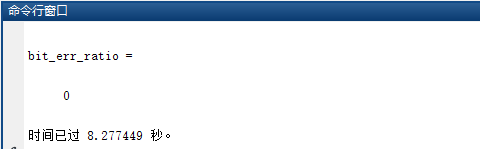 命令行窗口
bit_err_ratio =
0
时间已过 8.277449 秒。